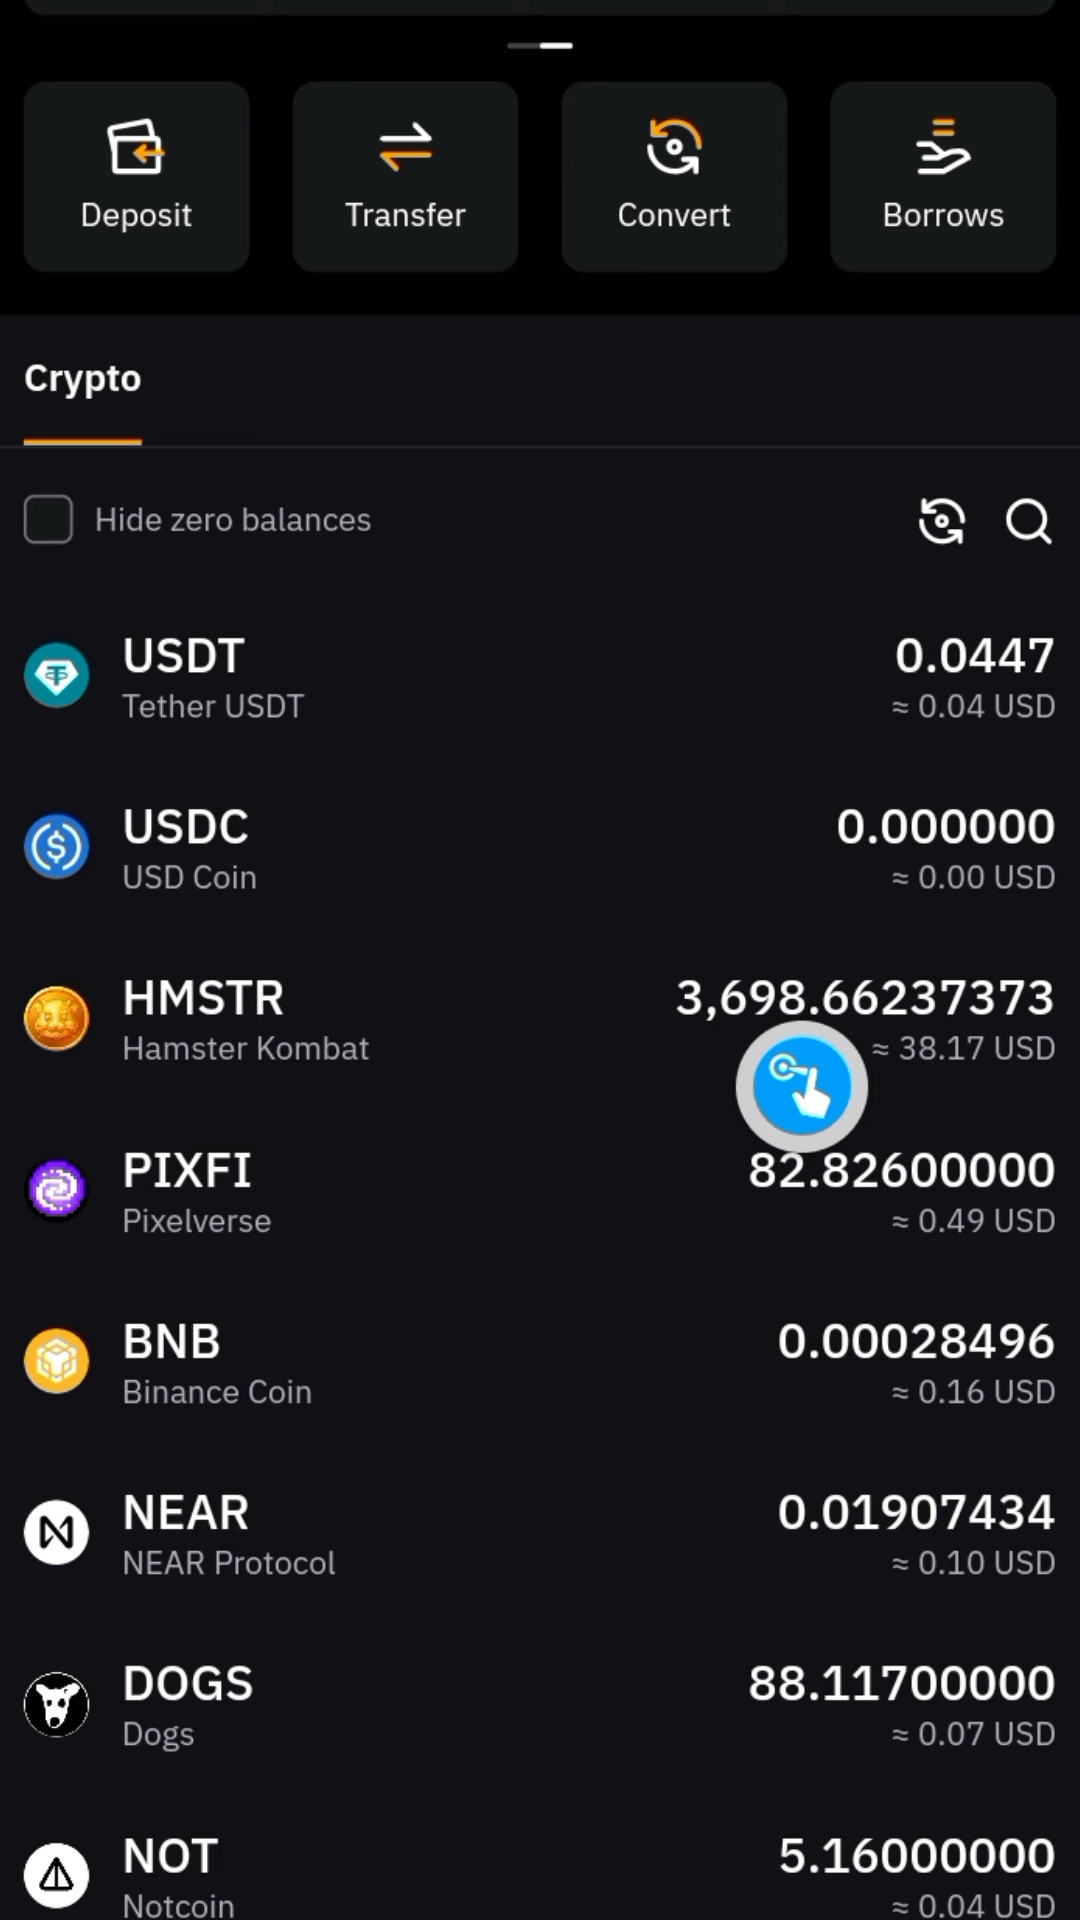 Deposit Transfer Convert Borrows
Crypto
Hide zero balances
USDT 0.0447
Tether USDT ≈ 0.04 USD
USDC 0.000000
USD Coin ≈ 0.00 USD
HMSTR 3,698.66237373
Hamster Kombat ≈ 38.17 USD
PIXFI 82.82600000
Pixelverse ≈ 0.49 USD
BNB 0.00028496
Binance Coin ≈ 0.16 USD
NEAR 0.01907434
NEAR Protocol ≈ 0.10 USD
DOGS 88.11700000
Dogs ≈ 0.07 USD
NOT 5.16000000
Notcoin ≈ 0.04 USD